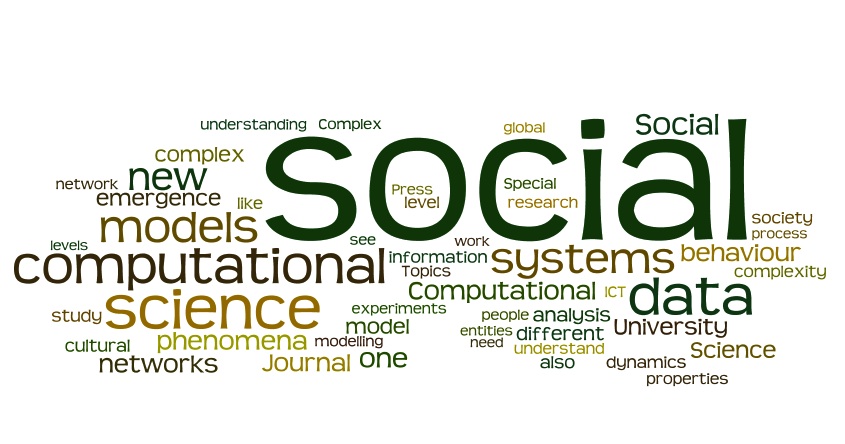 understanding Complex global Social
complex social
network new Press Special
emergence like level research
models society
levels see work process
computational information systems behaviour
Topics complexity
science Computational ICT data
study experiments people analysis
model entities different University
cultural phenomena modelling need understand Science
networks Journal one also dynamics
properties